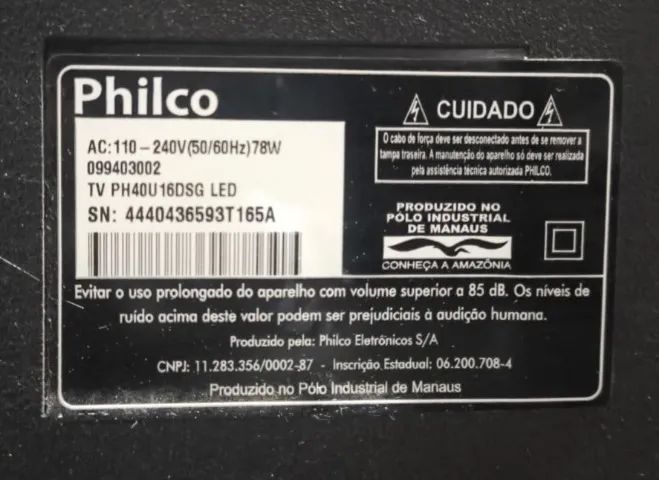 Philco
AC:110-240V(50/60Hz)78W
099403002
TV PH40U16DSG LED
SN: 4440436593T165A
CUIDADO
O cabo de força deve ser desconectado antes de se remover a
tampa traseira. A manutenção do aparelho só deve ser realizada
pela assistência técnica autorizada PHILCO.
PRODUZIDO NO
PÓLO INDUSTRIAL
DE MANAUS
CONHEÇA A AMAZÔNIA
Evitar o uso prolongado do aparelho com volume superior a 85 dB. Os níveis de
ruído acima deste valor podem ser prejudiciais à audição humana.
Produzido pela: Philco Eletrônicos S/A
CNPJ: 11.283.356/0002-87 - Inscrição Estadual: 06.200.708-4
Produzido no Pólo Industrial de Manaus